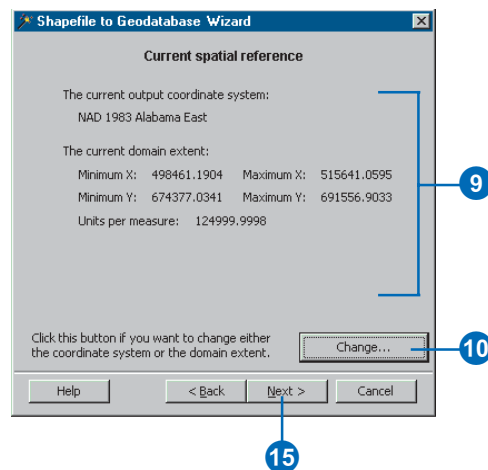 Shapefile to Geodatabase Wizard
Current spatial reference
The current output coordinate system:
NAD 1983 Alabama East
The current domain extent:
Minimum X: 498461.1904 Maximum X: 515641.0595
Minimum Y: 674377.0341 Maximum Y: 691556.9033
Units per measure: 124999.9998
9
Click this button if you want to change either
the coordinate system or the domain extent.
Change...
10
Help
< Back
Next >
Cancel
15